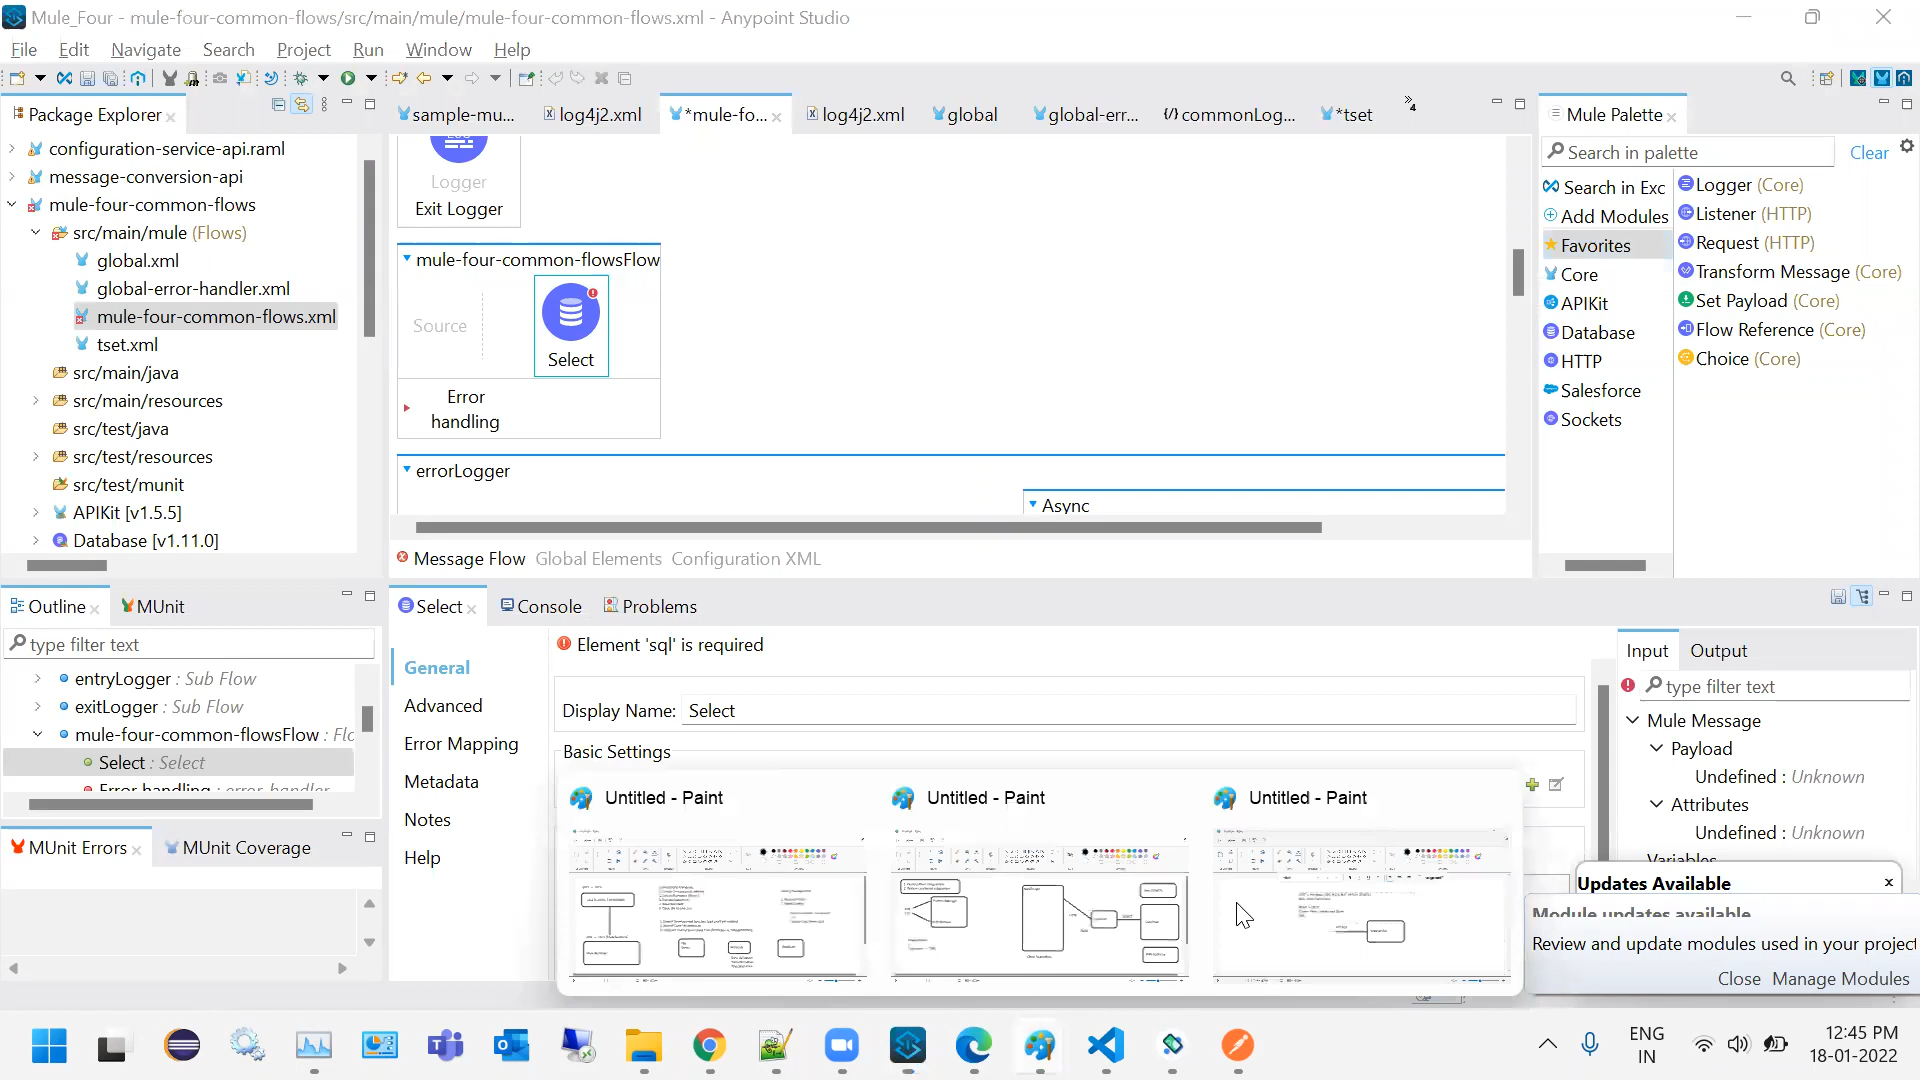 Mule_Four - mule-four-common-flows/src/main/mule/mule-four-common-flows.xml - Anypoint Studio
File Edit Navigate Search Project Run Window Help
Package Explorer
configuration-service-api.raml
message-conversion-api
mule-four-common-flows
src/main/mule (Flows)
global.xml
global-error-handler.xml
mule-four-common-flows.xml
tset.xml
src/main/java
src/main/resources
src/test/java
src/test/resources
src/test/munit
APIKit [v1.5.5]
Database [v1.11.0]
sample-mu... log4j2.xml *mule-fo... log4j2.xml global global-err... commonLog... *tset
4
Logger
Exit Logger
mule-four-common-flowsFlow
Source
Select
Error
handling
errorLogger
Async
Message Flow Global Elements Configuration XML
Mule Palette
Search in palette
Clear
Search in Exc
Add Modules
Favorites
Core
APIKit
Database
HTTP
Salesforce
Sockets
Logger (Core)
Listener (HTTP)
Request (HTTP)
Transform Message (Core)
Set Payload (Core)
Flow Reference (Core)
Choice (Core)
Outline MUnit
type filter text
entryLogger : Sub Flow
exitLogger : Sub Flow
mule-four-common-flowsFlow : Flo
Select : Select
Error handling : error-handler
MUnit Errors MUnit Coverage
Select Console Problems
Element 'sql' is required
General
Advanced
Error Mapping
Metadata
Notes
Help
Display Name: Select
Basic Settings
Untitled - Paint
Untitled - Paint
Untitled - Paint
Input Output
type filter text
Mule Message
Payload
Undefined : Unknown
Attributes
Undefined : Unknown
Variables
Updates Available
Module updates available
Review and update modules used in your project
Close Manage Modules
ENG
IN
12:45 PM
18-01-2022